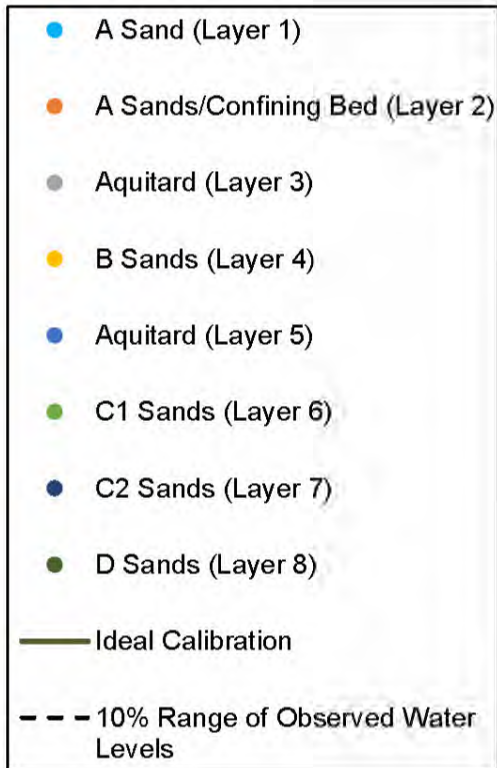 A Sand (Layer 1)
A Sands/Confining Bed (Layer 2)
Aquitard (Layer 3)
B Sands (Layer 4)
Aquitard (Layer 5)
C1 Sands (Layer 6)
C2 Sands (Layer 7)
D Sands (Layer 8)
Ideal Calibration
10% Range of Observed Water
Levels